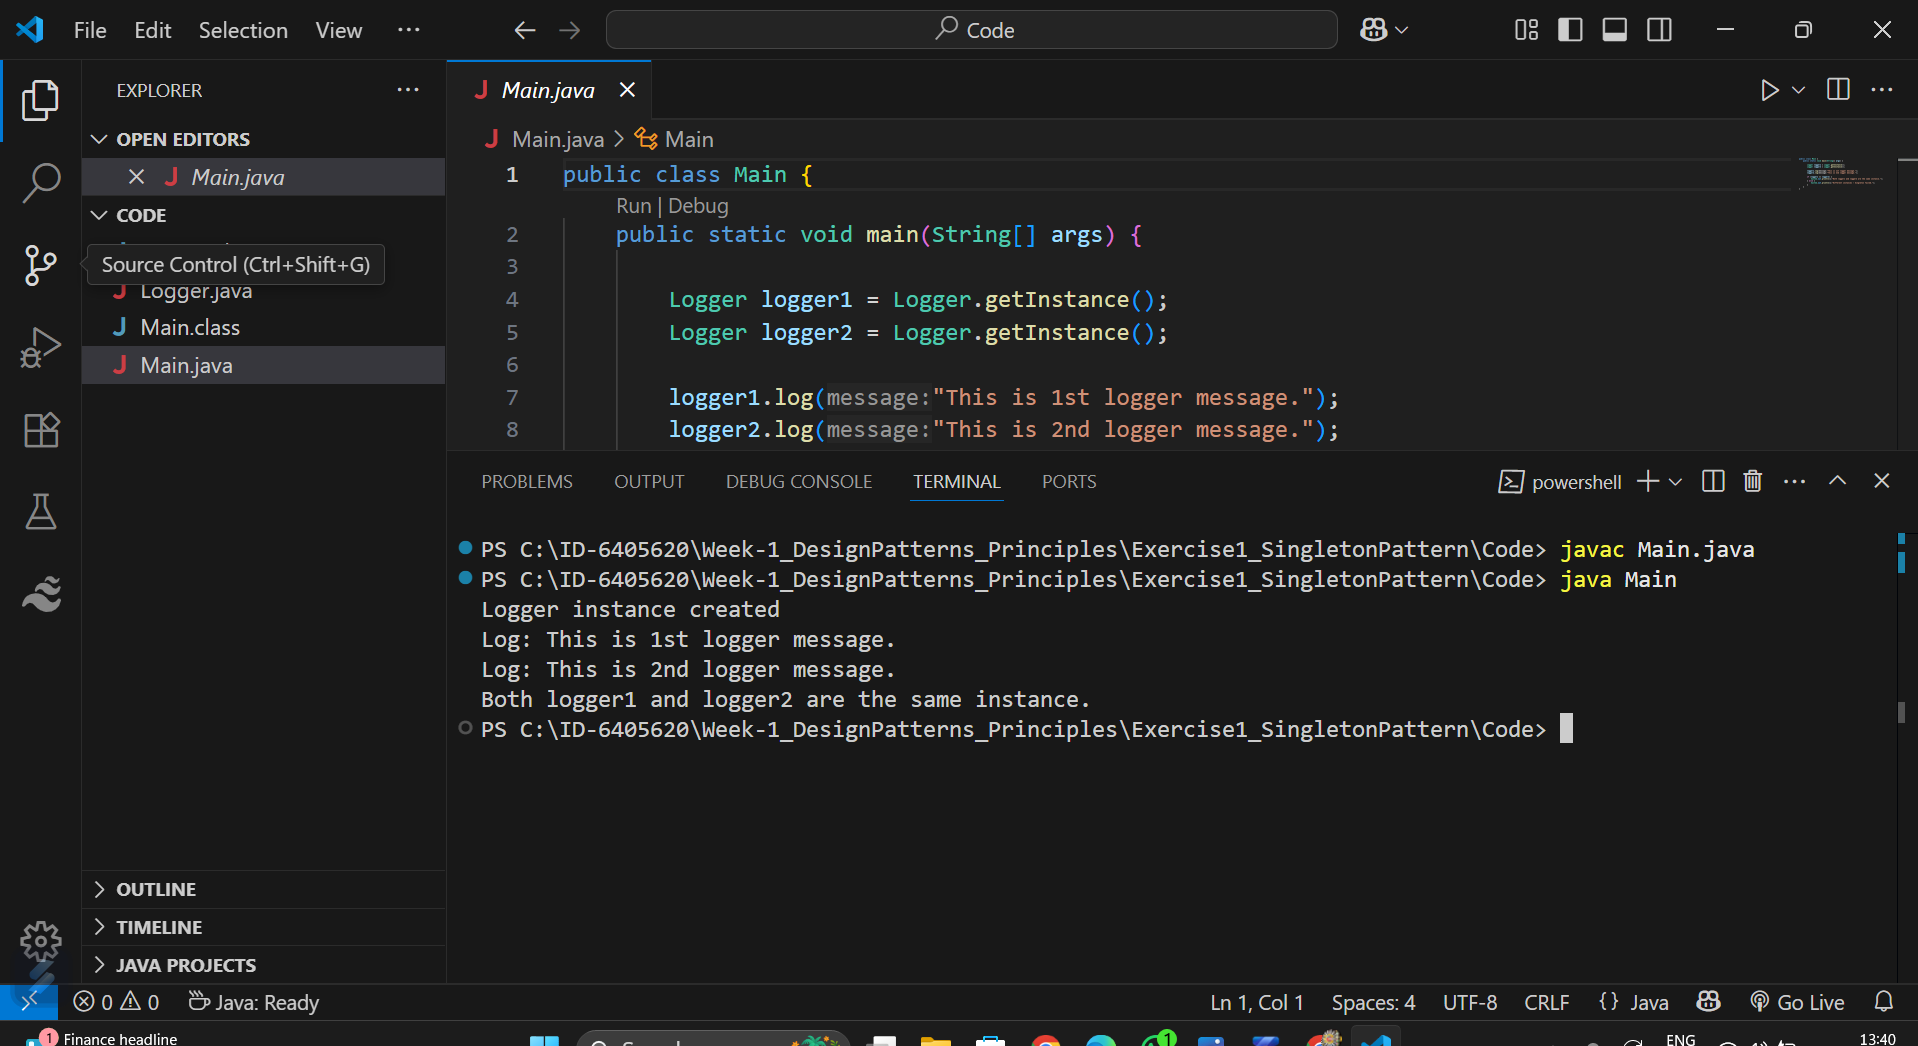 File Edit Selection View ··· Code
EXPLORER ···
OPEN EDITORS
Main.java
CODE
Source Control (Ctrl+Shift+G)
Logger.java
Main.class
Main.java
OUTLINE
TIMELINE
JAVA PROJECTS
Main.java
Main.java > Main
1 public class Main {
Run | Debug
2 public static void main(String[] args) {
3
4 Logger logger1 = Logger.getInstance();
5 Logger logger2 = Logger.getInstance();
6
7 logger1.log(message:"This is 1st logger message.");
8 logger2.log(message:"This is 2nd logger message.");
PROBLEMS OUTPUT DEBUG CONSOLE TERMINAL PORTS powershell
PS C:\ID-6405620\Week-1_DesignPatterns_Principles\Exercise1_SingletonPattern\Code> javac Main.java
PS C:\ID-6405620\Week-1_DesignPatterns_Principles\Exercise1_SingletonPattern\Code> java Main
Logger instance created
Log: This is 1st logger message.
Log: This is 2nd logger message.
Both logger1 and logger2 are the same instance.
PS C:\ID-6405620\Week-1_DesignPatterns_Principles\Exercise1_SingletonPattern\Code>
0 0 Java: Ready Ln 1, Col 1 Spaces: 4 UTF-8 CRLF {} Java Go Live
1 Finance headline 1 ENG 13:40